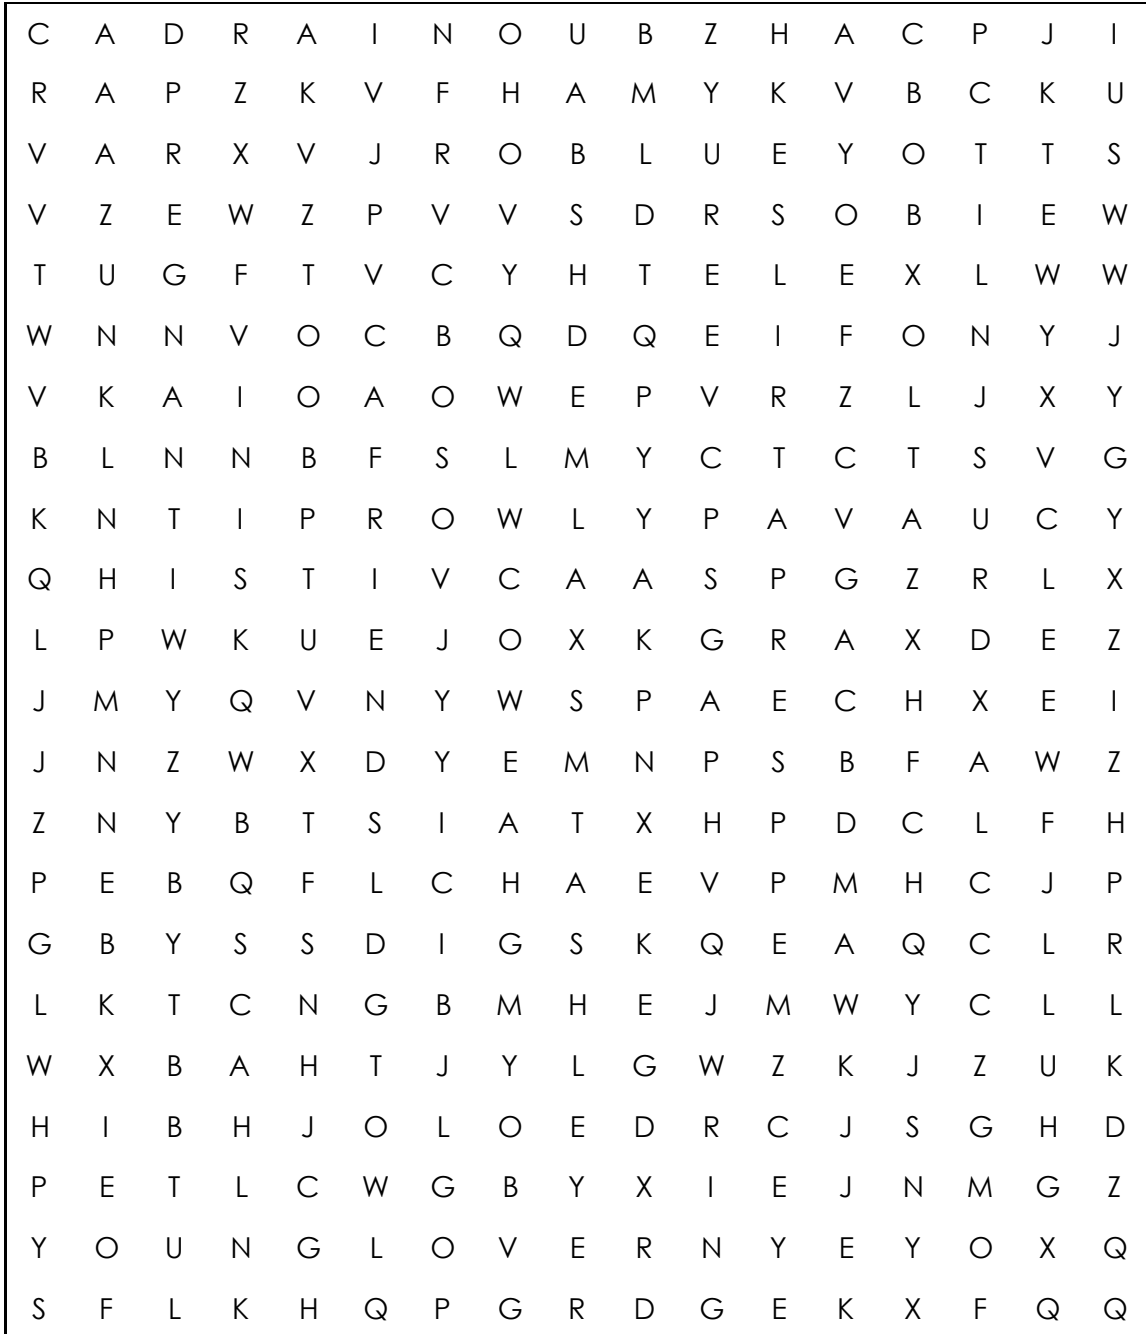 C A D R A I N O U B Z H A C P J I
R A P Z K V F H A M Y K V B C K U
V A R X V J R O B L U E Y O T T S
V Z E W Z P V V S D R S O B I E W
T U G F T V C Y H T E L E X L W W
W N N V O C B Q D Q E I F O N Y J
V K A I O A O W E P V R Z L J X Y
B L N N B F S L M Y C T C T S V G
K N T I P R O W L Y P A V A U C Y
Q H I S T I V C A A S P G Z R L X
L P W K U E J O X K G R A X D E Z
J M Y Q V N Y W S P A E C H X E I
J N Z W X D Y E M N P S B F A W Z
Z N Y B T S I A T X H P D C L F H
P E B Q F L C H A E V P M H C J P
G B Y S S D I G S K Q E A Q C L R
L K T C N G B M H E J M W Y C L L
W X B A H T J Y L G W Z K J Z U K
H I B H J O L O E D R C J S G H D
P E T L C W G B Y X I E J N M G Z
Y O U N G L O V E R N Y E Y O X Q
S F L K H Q P G R D G E K X F Q Q